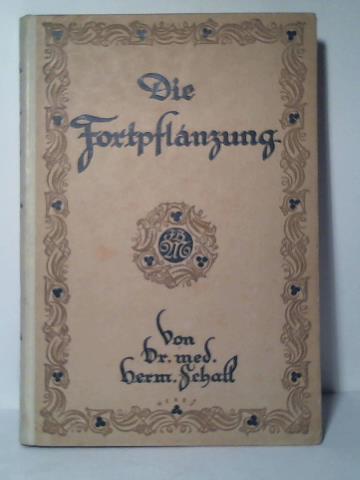 Die
Fortpflanzung
Von
Dr. med.
Herm. Schall